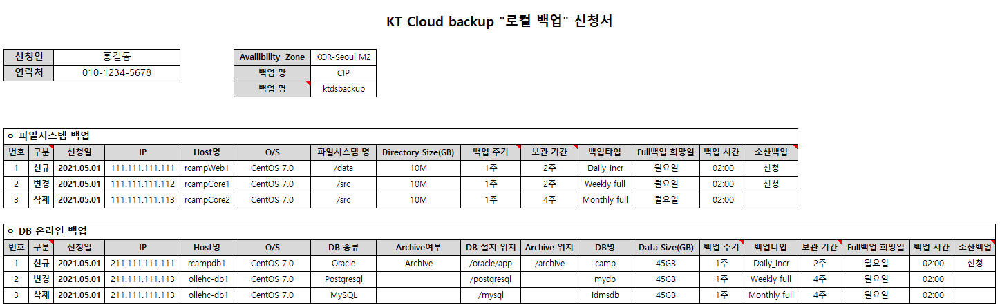 KT Cloud backup "로컬 백업" 신청서
신청인 홍길동 Availibility Zone KOR-Seoul M2
연락처 010-1234-5678 백업 망 CIP
백업 명 ktdsbackup
ㅇ 파일시스템 백업
번호 구분 신청일 IP Host명 O/S 파일시스템 명 Directory Size(GB) 백업 주기 보관 기간 백업타입 Full백업 희망일 백업 시간 소산백업
1 신규 2021.05.01 111.111.111.111 rcampWeb1 CentOS 7.0 /data 10M 1주 2주 Daily_incr 월요일 02:00 신청
2 변경 2021.05.01 111.111.111.112 rcampCore1 CentOS 7.0 /src 10M 1주 2주 Weekly full 월요일 02:00 신청
3 삭제 2021.05.01 111.111.111.113 rcampCore2 CentOS 7.0 /src 10M 1주 4주 Monthly full 월요일 02:00
ㅇ DB 온라인 백업
번호 구분 신청일 IP Host명 O/S DB 종류 Archive여부 DB 설치 위치 Archive 위치 DB명 Data Size(GB) 백업 주기 백업타입 보관 기간 Full백업 희망일 백업 시간 소산백업
1 신규 2021.05.01 211.111.111.111 rcampdb1 CentOS 7.0 Oracle Archive /oracle/app /archive camp 45GB 1주 Daily_incr 2주 월요일 02:00 신청
2 변경 2021.05.01 211.111.111.113 ollehc-db1 CentOS 7.0 Postgresql /postgresql mydb 45GB 1주 Weekly full 4주 월요일 02:00
3 삭제 2021.05.01 211.111.111.113 ollehc-db1 CentOS 7.0 MySQL /mysql idmsdb 45GB 1주 Monthly full 4주 월요일 02:00